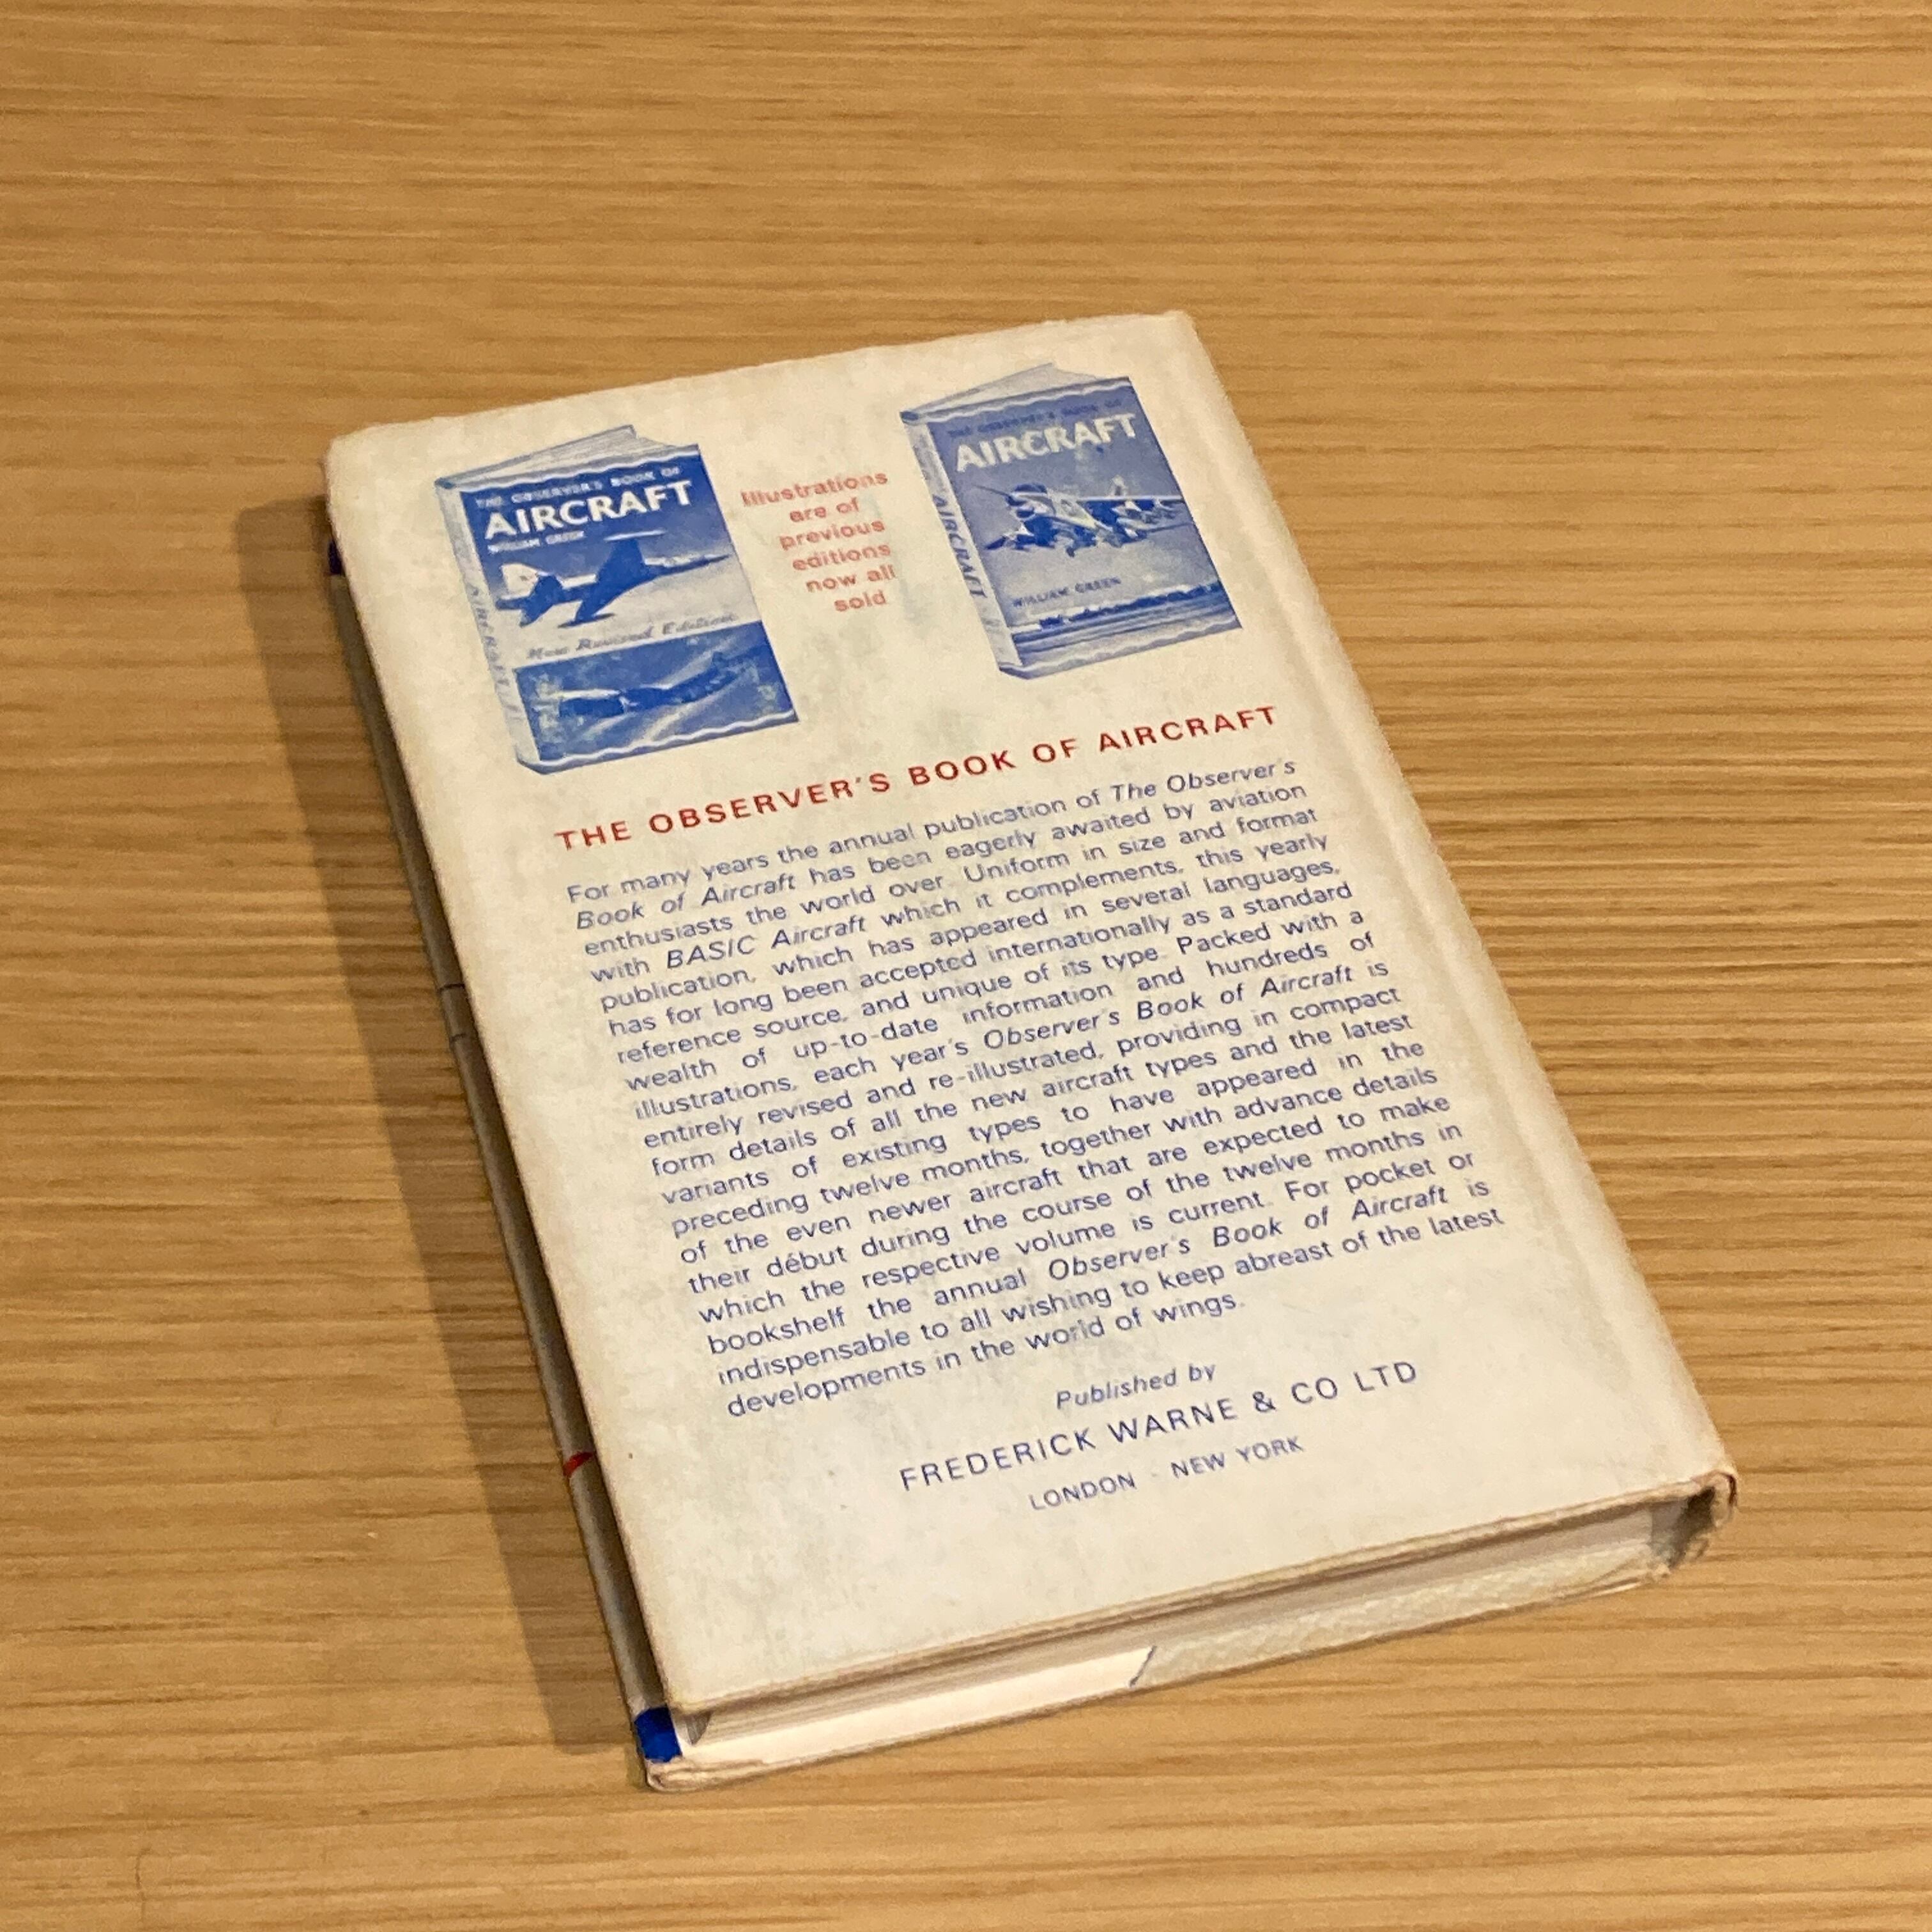 THE OBSERVER'S BOOK OF
AIRCRAFT
WILLIAM GREEN
New Revised Edition
AIRCRAFT
Illustrations
are of
previous
editions
now all
sold
THE OBSERVER'S BOOK OF
AIRCRAFT
WILLIAM GREEN
AIRCRAFT
THE OBSERVER'S BOOK OF AIRCRAFT
For many years the annual publication of The Observer's
Book of Aircraft has been eagerly awaited by aviation
enthusiasts the world over. Uniform in size and format
with BASIC Aircraft which it complements, this yearly
publication, which has appeared in several languages,
has for long been accepted internationally as a standard
reference source, and unique of its type. Packed with a
wealth of up-to-date information and hundreds of
illustrations, each year's Observer's Book of Aircraft is
entirely revised and re-illustrated, providing in compact
form details of all the new aircraft types and the latest
variants of existing types to have appeared in the
preceding twelve months, together with advance details
of the even newer aircraft that are expected to make
their début during the course of the twelve months in
which the respective volume is current. For pocket or
bookshelf the annual Observer's Book of Aircraft is
indispensable to all wishing to keep abreast of the latest
developments in the world of wings.
Published by
FREDERICK WARNE & CO LTD
LONDON · NEW YORK